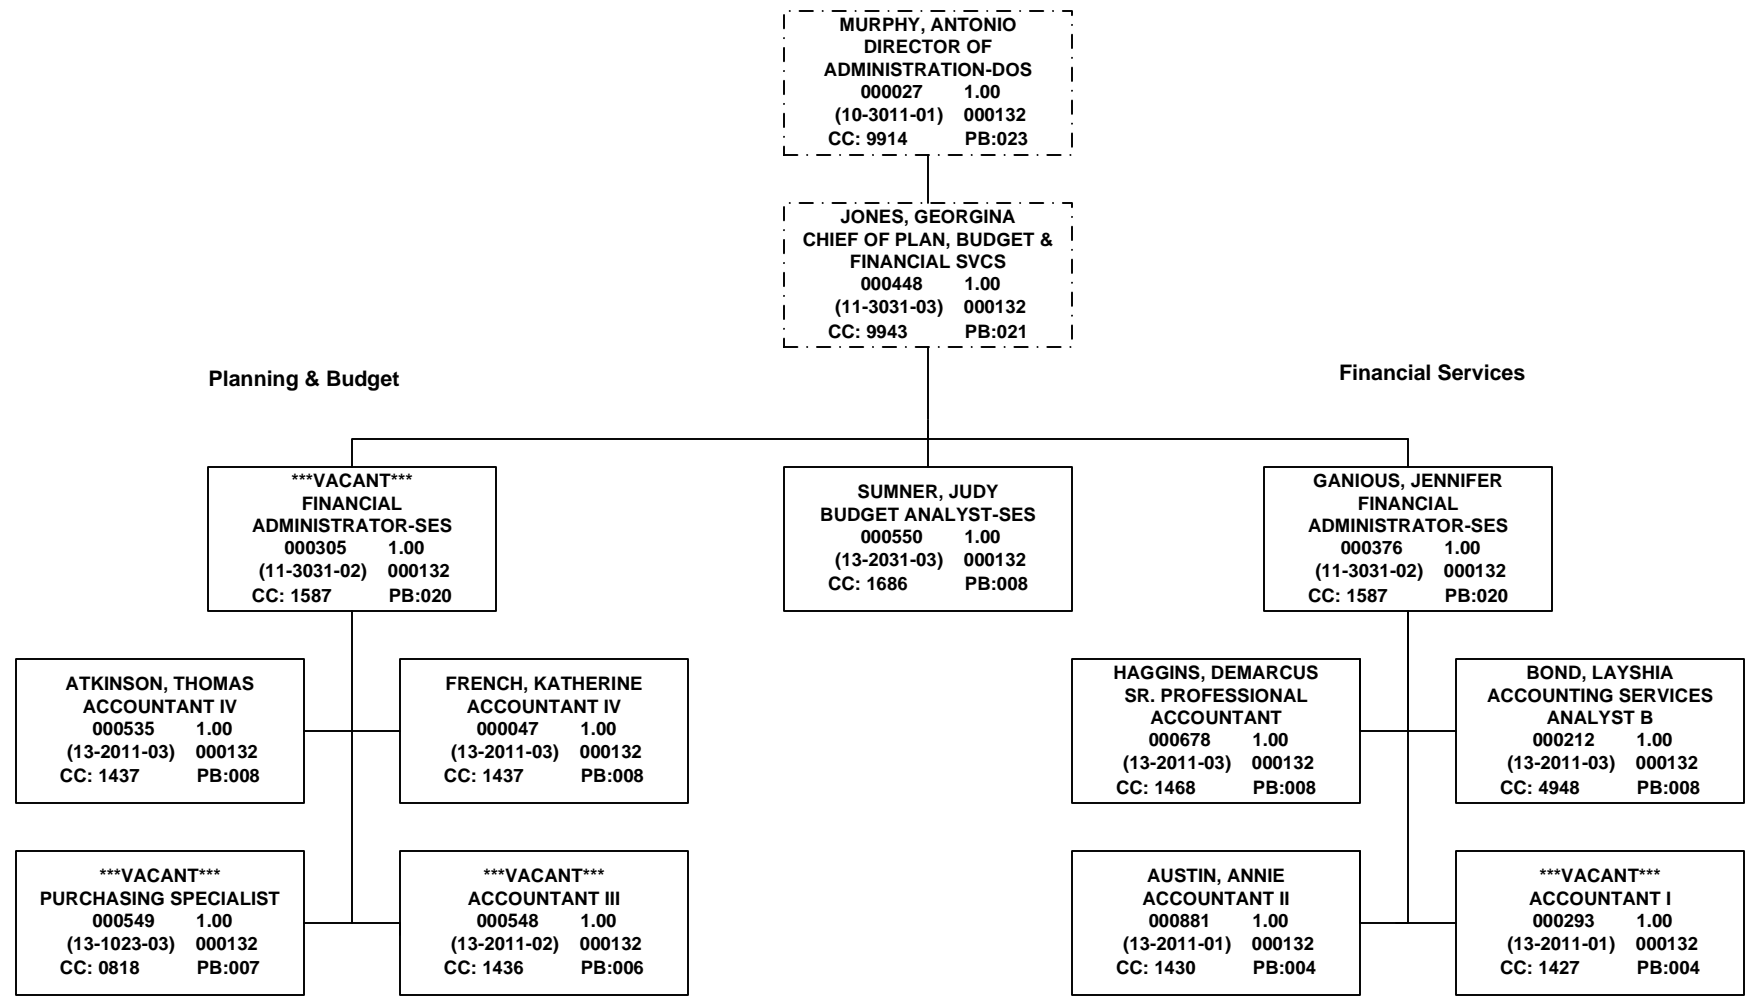 MURPHY, ANTONIO
DIRECTOR OF
ADMINISTRATION-DOS
000027 1.00
(10-3011-01) 000132
CC: 9914 PB:023
JONES, GEORGINA
CHIEF OF PLAN, BUDGET &
FINANCIAL SVCS
000448 1.00
(11-3031-03) 000132
CC: 9943 PB:021
Planning & Budget
Financial Services
***VACANT***
FINANCIAL
ADMINISTRATOR-SES
000305 1.00
(11-3031-02) 000132
CC: 1587 PB:020
SUMNER, JUDY
BUDGET ANALYST-SES
000550 1.00
(13-2031-03) 000132
CC: 1686 PB:008
GANIOUS, JENNIFER
FINANCIAL
ADMINISTRATOR-SES
000376 1.00
(11-3031-02) 000132
CC: 1587 PB:020
ATKINSON, THOMAS
ACCOUNTANT IV
000535 1.00
(13-2011-03) 000132
CC: 1437 PB:008
FRENCH, KATHERINE
ACCOUNTANT IV
000047 1.00
(13-2011-03) 000132
CC: 1437 PB:008
HAGGINS, DEMARCUS
SR. PROFESSIONAL
ACCOUNTANT
000678 1.00
(13-2011-03) 000132
CC: 1468 PB:008
BOND, LAYSHIA
ACCOUNTING SERVICES
ANALYST B
000212 1.00
(13-2011-03) 000132
CC: 4948 PB:008
***VACANT***
PURCHASING SPECIALIST
000549 1.00
(13-1023-03) 000132
CC: 0818 PB:007
***VACANT***
ACCOUNTANT III
000548 1.00
(13-2011-02) 000132
CC: 1436 PB:006
AUSTIN, ANNIE
ACCOUNTANT II
000881 1.00
(13-2011-01) 000132
CC: 1430 PB:004
***VACANT***
ACCOUNTANT I
000293 1.00
(13-2011-01) 000132
CC: 1427 PB:004